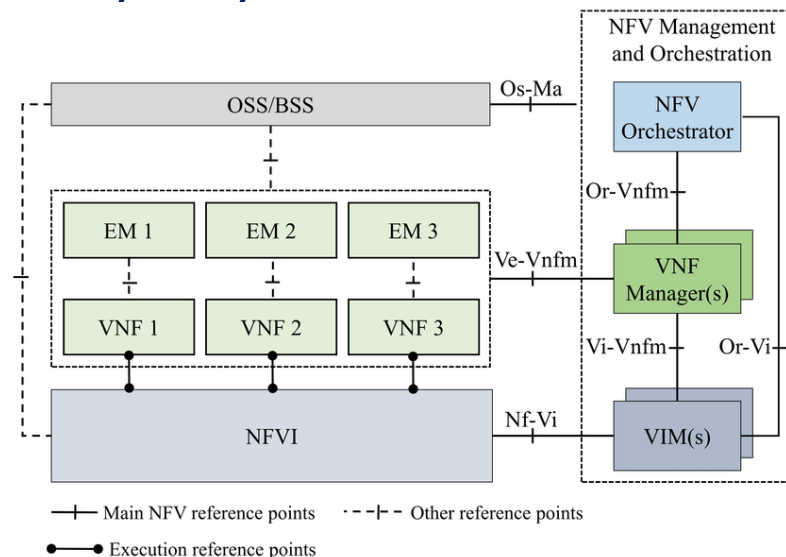 NFV Management
and Orchestration
OSS/BSS
Os-Ma
NFV
Orchestrator
Or-Vnfm
EM 1
EM 2
EM 3
Ve-Vnfm
VNF
Manager(s)
VNF 1
VNF 2
VNF 3
Vi-Vnfm
Or-Vi
NFVI
Nf-Vi
VIM(s)
Main NFV reference points
Other reference points
Execution reference points